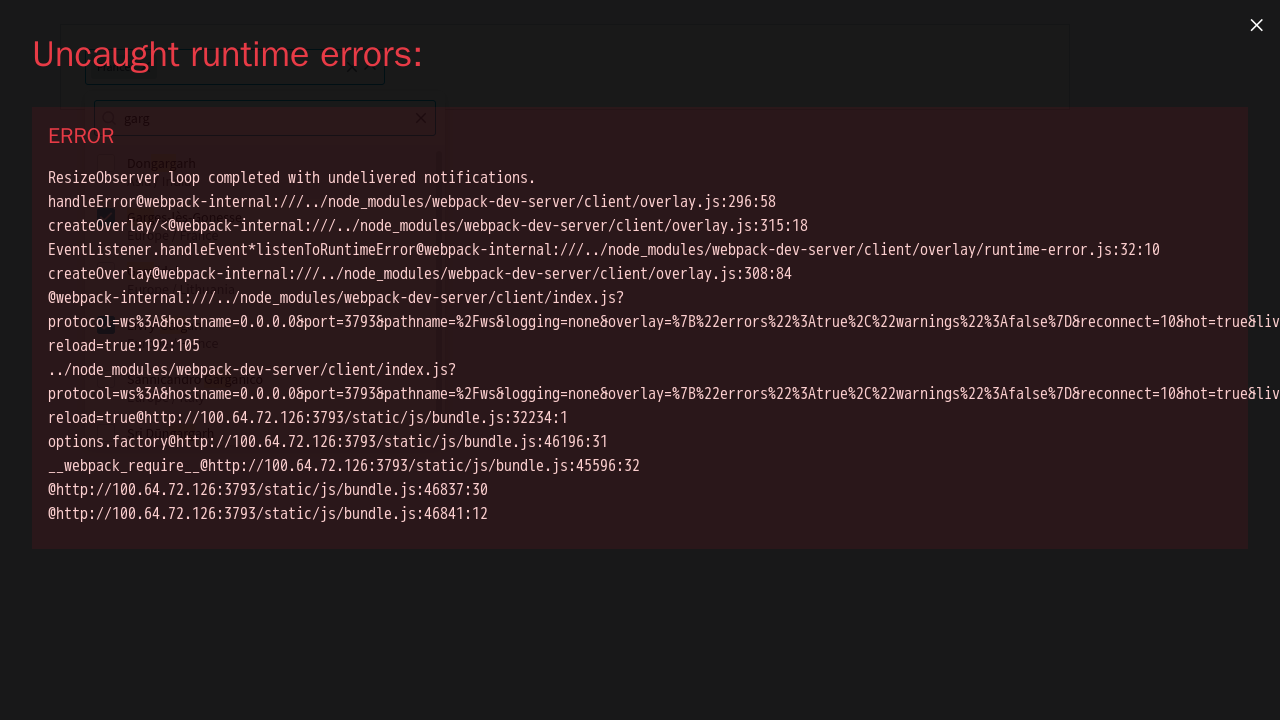 Uncaught runtime errors:
garg
ERROR
Dongargarh
ResizeObserver loop completed with undelivered notifications.
handleError@webpack-internal:///../node_modules/webpack-dev-server/client/overlay.js:296:58
createOverlay/<@webpack-internal:///../node_modules/webpack-dev-server/client/overlay.js:315:18
EventListener.handleEvent*listenToRuntimeError@webpack-internal:///../node_modules/webpack-dev-server/client/overlay/runtime-error.js:32:10
createOverlay@webpack-internal:///../node_modules/webpack-dev-server/client/overlay.js:308:84
@webpack-internal:///../node_modules/webpack-dev-server/client/index.js?
protocol=ws%3A&hostname=0.0.0.0&port=3793&pathname=%2Fws&logging=none&overlay=%7B%22errors%22%3Atrue%2C%22warnings%22%3Afalse%7D&reconnect=10&hot=true&liv
reload=true:192:105
../node_modules/webpack-dev-server/client/index.js?
protocol=ws%3A&hostname=0.0.0.0&port=3793&pathname=%2Fws&logging=none&overlay=%7B%22errors%22%3Atrue%2C%22warnings%22%3Afalse%7D&reconnect=10&hot=true&liv
reload=true@http://100.64.72.126:3793/static/js/bundle.js:32234:1
options.factory@http://100.64.72.126:3793/static/js/bundle.js:46196:31
__webpack_require__@http://100.64.72.126:3793/static/js/bundle.js:45596:32
@http://100.64.72.126:3793/static/js/bundle.js:46837:30
@http://100.64.72.126:3793/static/js/bundle.js:46841:12